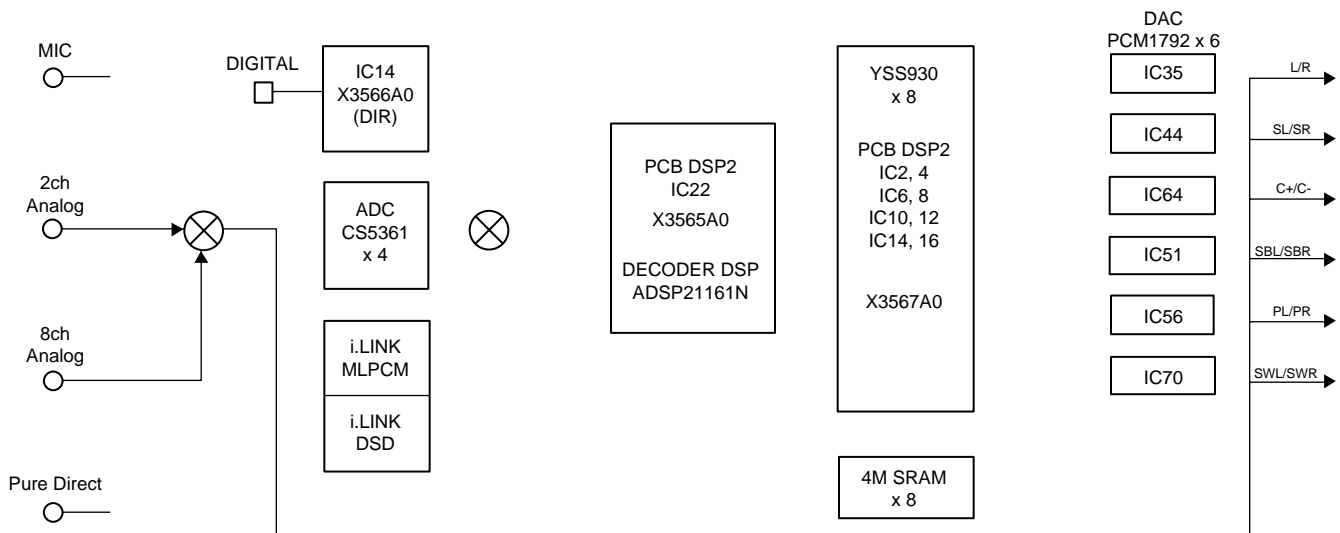 MIC
2ch
Analog
8ch
Analog
Pure Direct
DIGITAL
IC14
X3566A0
(DIR)
ADC
CS5361
x 4
i.LINK
MLPCM
i.LINK
DSD
PCB DSP2
IC22
X3565A0
DECODER DSP
ADSP21161N
YSS930
x 8
PCB DSP2
IC2, 4
IC6, 8
IC10, 12
IC14, 16
X3567A0
4M SRAM
x 8
DAC
PCM1792 x 6
IC35
IC44
IC64
IC51
IC56
IC70
L/R
SL/SR
C+/C-
SBL/SBR
PL/PR
SWL/SWR